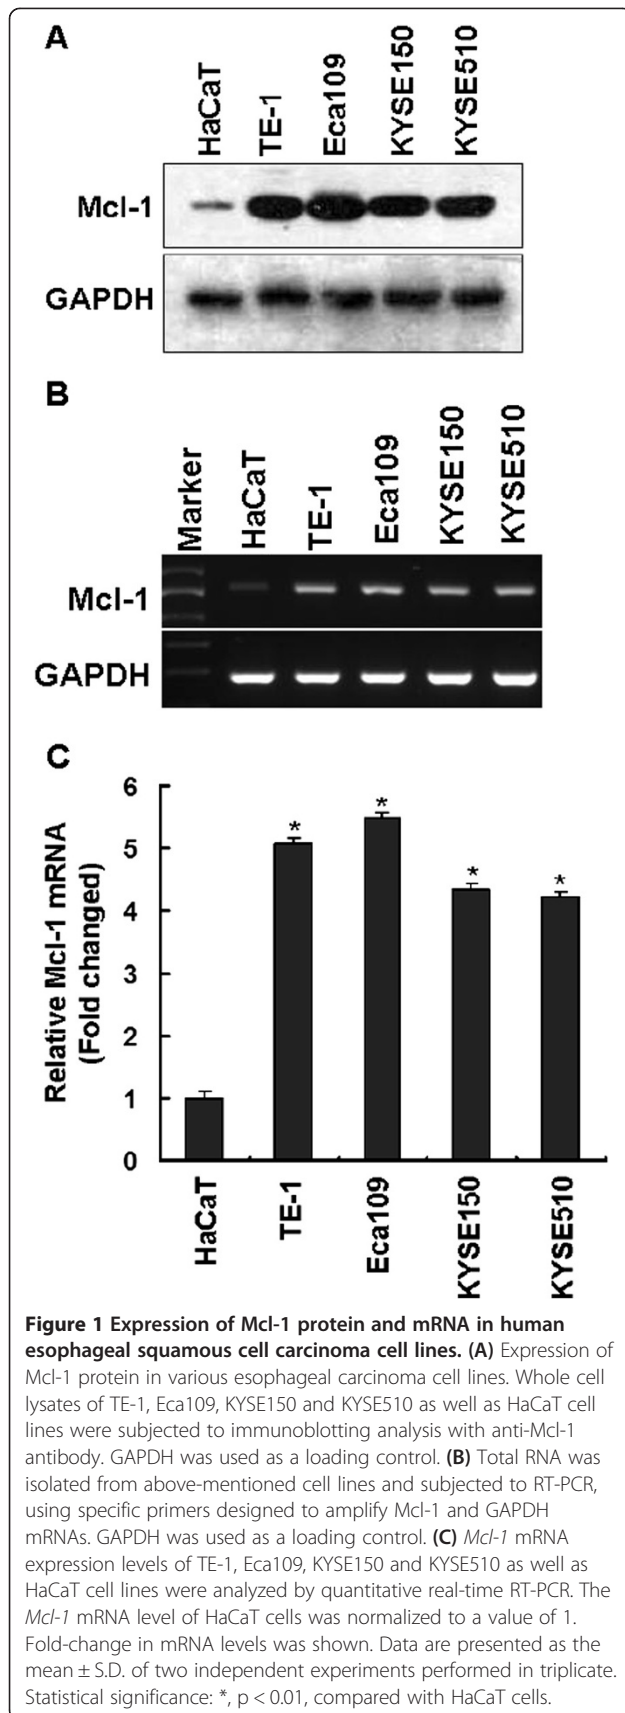 A
HaCaT TE-1 Eca109 KYSE150 KYSE510
Mcl-1
GAPDH
B
Marker HaCaT TE-1 Eca109 KYSE150 KYSE510
Mcl-1
GAPDH
C
Relative Mcl-1 mRNA
(Fold changed)
6
5
4
3
2
1
0
* * * *
HaCaT TE-1 Eca109 KYSE150 KYSE510
Figure 1 Expression of Mcl-1 protein and mRNA in human
esophageal squamous cell carcinoma cell lines. (A) Expression of
Mcl-1 protein in various esophageal carcinoma cell lines. Whole cell
lysates of TE-1, Eca109, KYSE150 and KYSE510 as well as HaCaT cell
lines were subjected to immunoblotting analysis with anti-Mcl-1
antibody. GAPDH was used as a loading control. (B) Total RNA was
isolated from above-mentioned cell lines and subjected to RT-PCR,
using specific primers designed to amplify Mcl-1 and GAPDH
mRNAs. GAPDH was used as a loading control. (C) Mcl-1 mRNA
expression levels of TE-1, Eca109, KYSE150 and KYSE510 as well as
HaCaT cell lines were analyzed by quantitative real-time RT-PCR. The
Mcl-1 mRNA level of HaCaT cells was normalized to a value of 1.
Fold-change in mRNA levels was shown. Data are presented as the
mean ± S.D. of two independent experiments performed in triplicate.
Statistical significance: *, p < 0.01, compared with HaCaT cells.